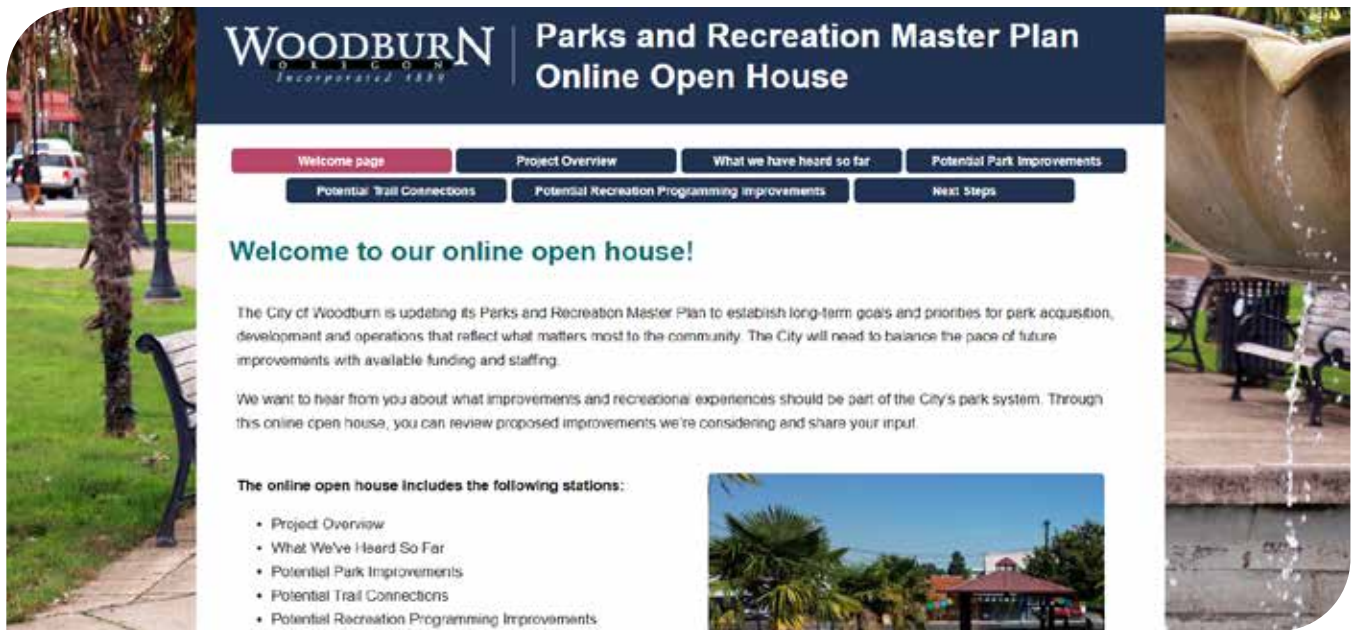 WOODBURN
OREGON
Incorporated 1889
Parks and Recreation Master Plan
Online Open House
Welcome page
Project Overview
What we have heard so far
Potential Park Improvements
Potential Trail Connections
Potential Recreation Programming Improvements
Next Steps
Welcome to our online open house!
The City of Woodburn is updating its Parks and Recreation Master Plan to establish long-term goals and priorities for park acquisition,
development and operations that reflect what matters most to the community. The City will need to balance the pace of future
improvements with available funding and staffing.
We want to hear from you about what improvements and recreational experiences should be part of the City's park system. Through
this online open house, you can review proposed improvements we're considering and share your input.
The online open house includes the following stations:
• Project Overview
• What We've Heard So Far
• Potential Park Improvements
• Potential Trail Connections
• Potential Recreation Programming Improvements